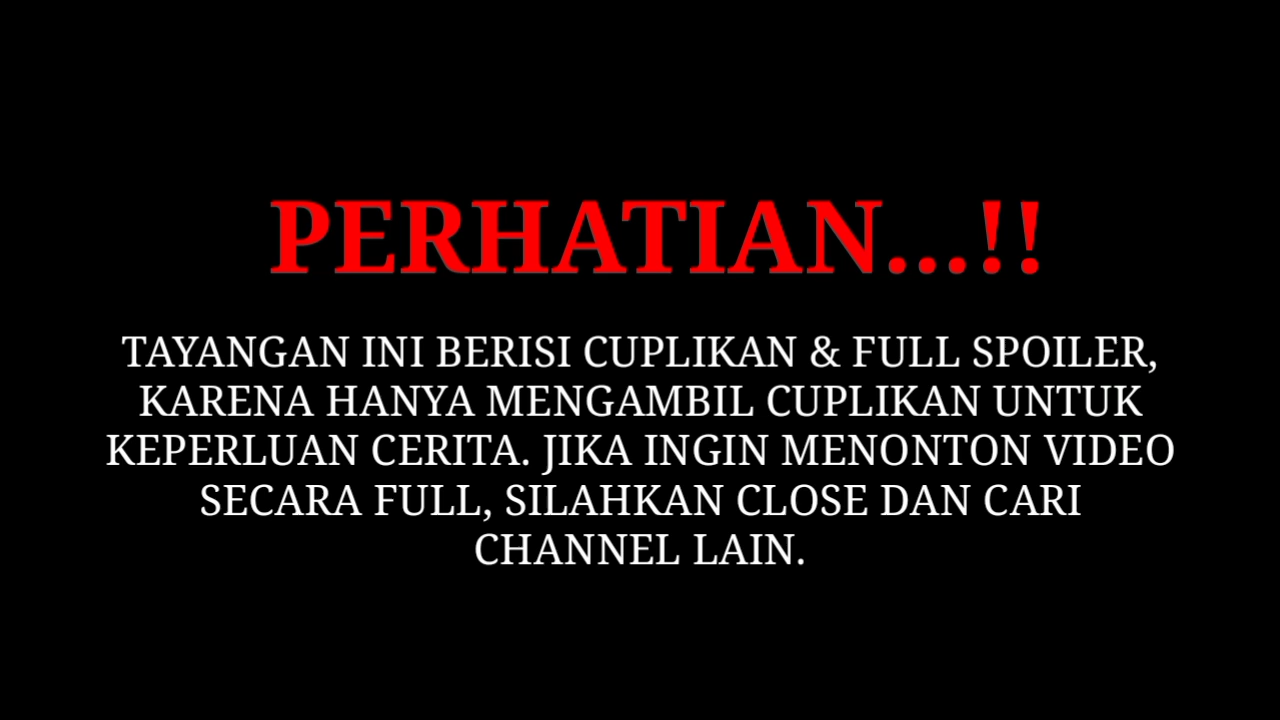 PERHATIAN...!!
TAYANGAN INI BERISI CUPLIKAN & FULL SPOILER,
KARENA HANYA MENGAMBIL CUPLIKAN UNTUK
KEPERLUAN CERITA. JIKA INGIN MENONTON VIDEO
SECARA FULL, SILAHKAN CLOSE DAN CARI
CHANNEL LAIN.